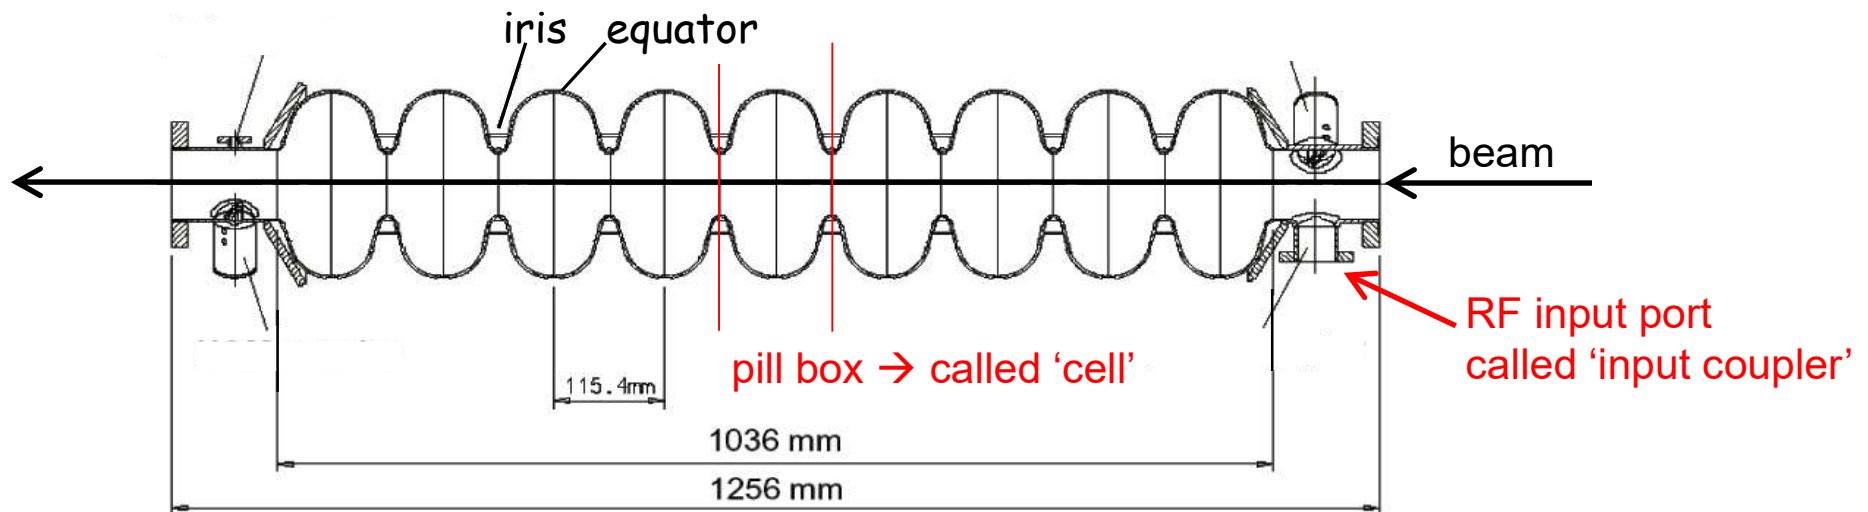 iris equator
beam
RF input port
called ‘input coupler’
pill box → called ‘cell’
115.4mm
1036 mm
1256 mm